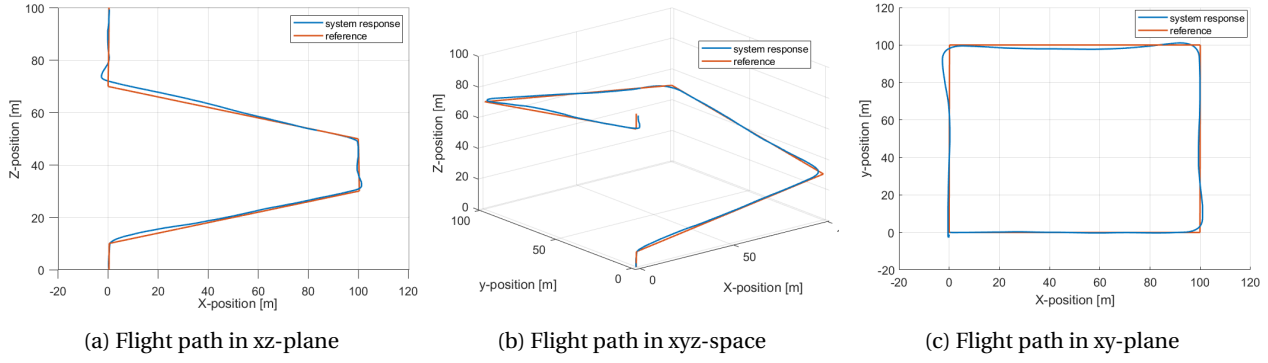 100
80
60
40
20
0
Z-position [m]
-20
0
20
40
60
80
100
120
X-position [m]
system response
reference
(a) Flight path in xz-plane
100
80
60
40
20
0
Z-position [m]
100
50
0
y-position [m]
0
50
X-position [m]
system response
reference
(b) Flight path in xyz-space
120
100
80
60
40
20
0
-20
y-position [m]
-20
0
20
40
60
80
100
120
X-position [m]
system response
reference
(c) Flight path in xy-plane